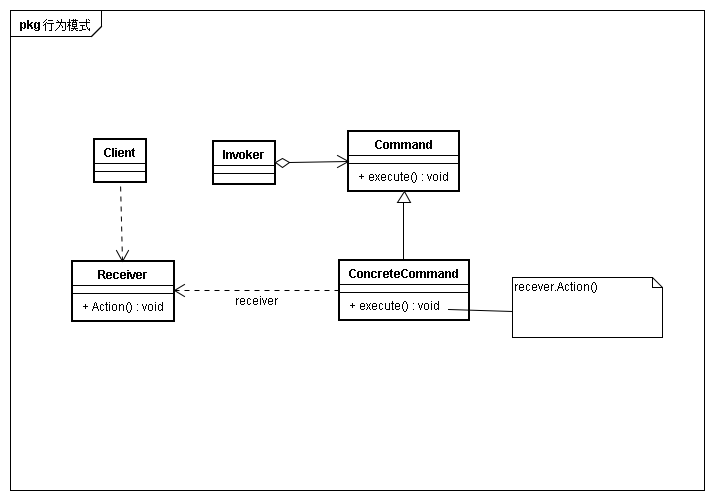 pkg 行为模式
Client
Invoker
Command
+ execute() : void
Receiver
+ Action() : void
receiver
ConcreteCommand
+ execute() : void
recever.Action()